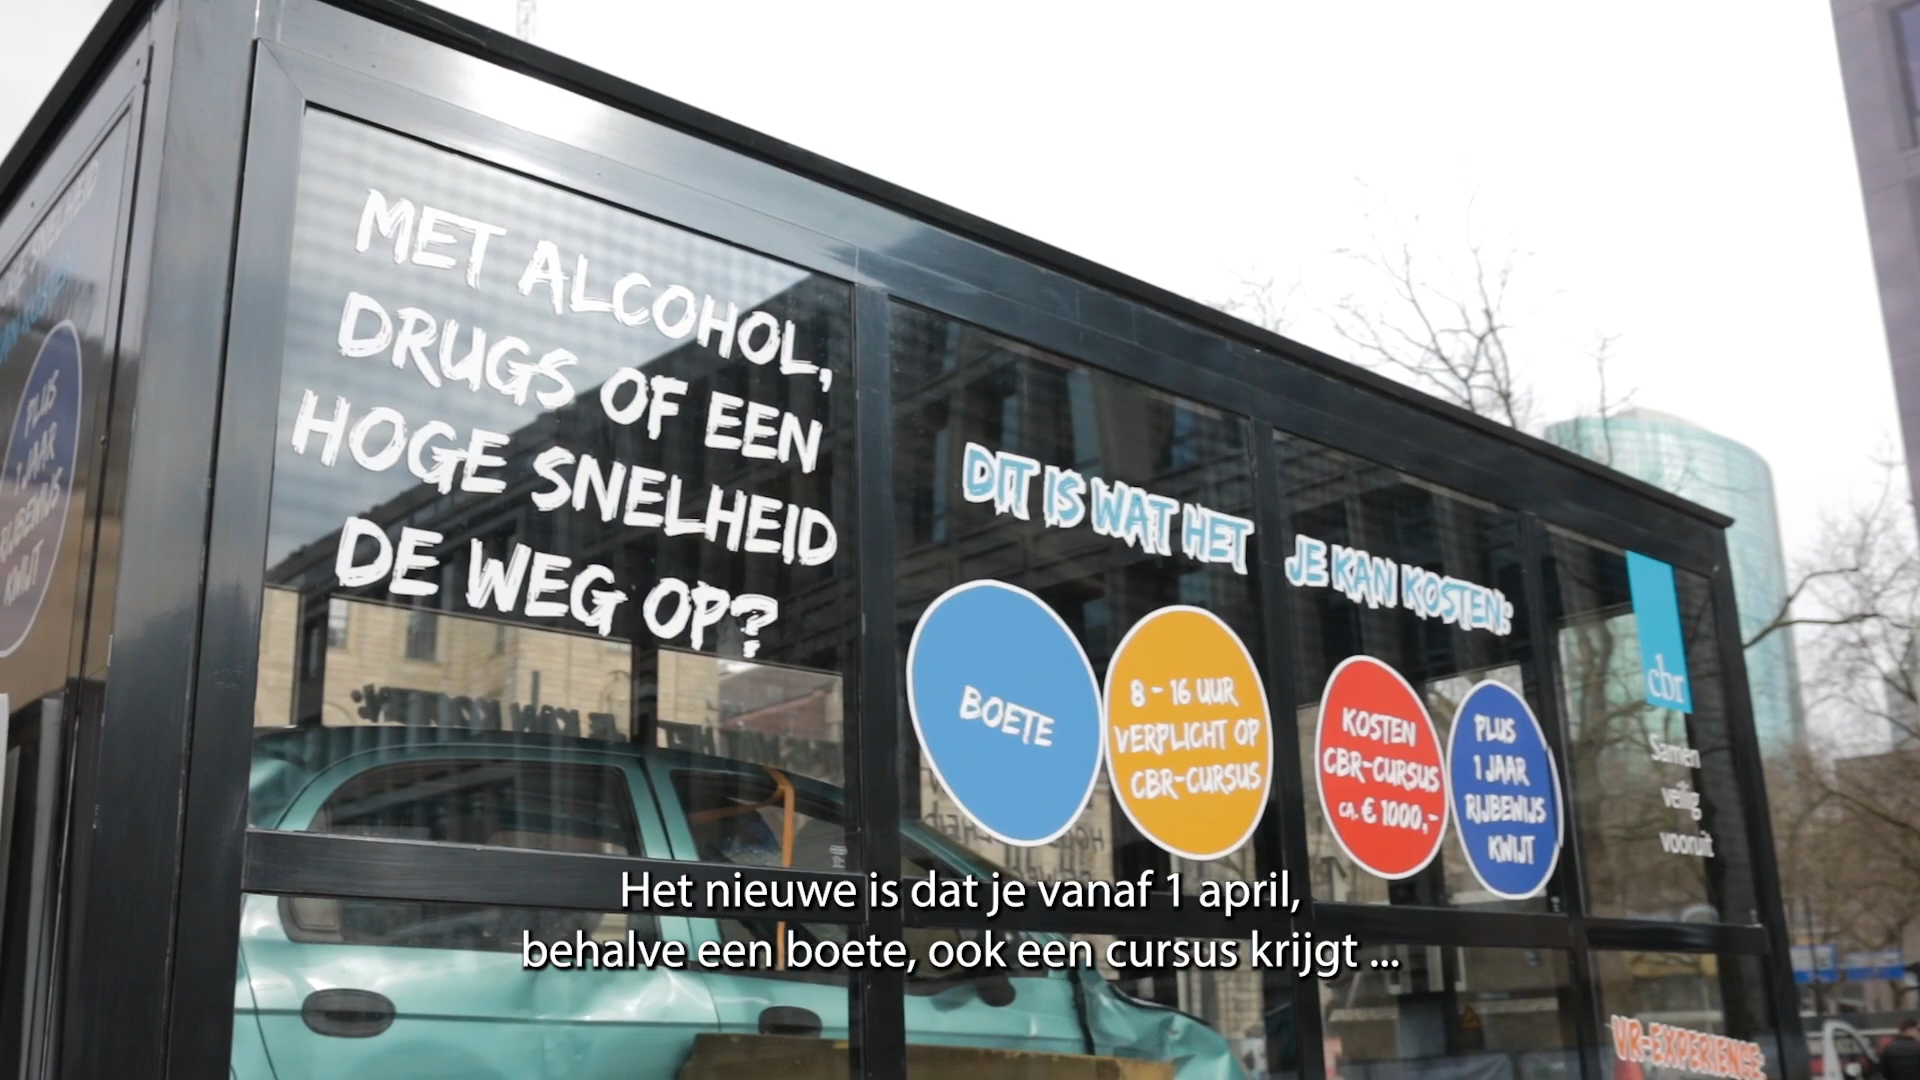 MET ALCOHOL,
DRUGS OF EEN
HOGE SNELHEID
DE WEG OP?
DIT IS WAT HET JE KAN KOSTEN:
BOETE
8 - 16 UUR
VERPLICHT OP
CBR-CURSUS
KOSTEN
CBR-CURSUS
CA. € 1000,-
PLUS
1 JAAR
RIJBEWIJS
KWIJT
cbr
Samen
veilig
vooruit
VR-EXPERIENCE:
PLUS
1 JAAR
RIJBEWIJS
KWIJT
Het nieuwe is dat je vanaf 1 april,
behalve een boete, ook een cursus krijgt ...